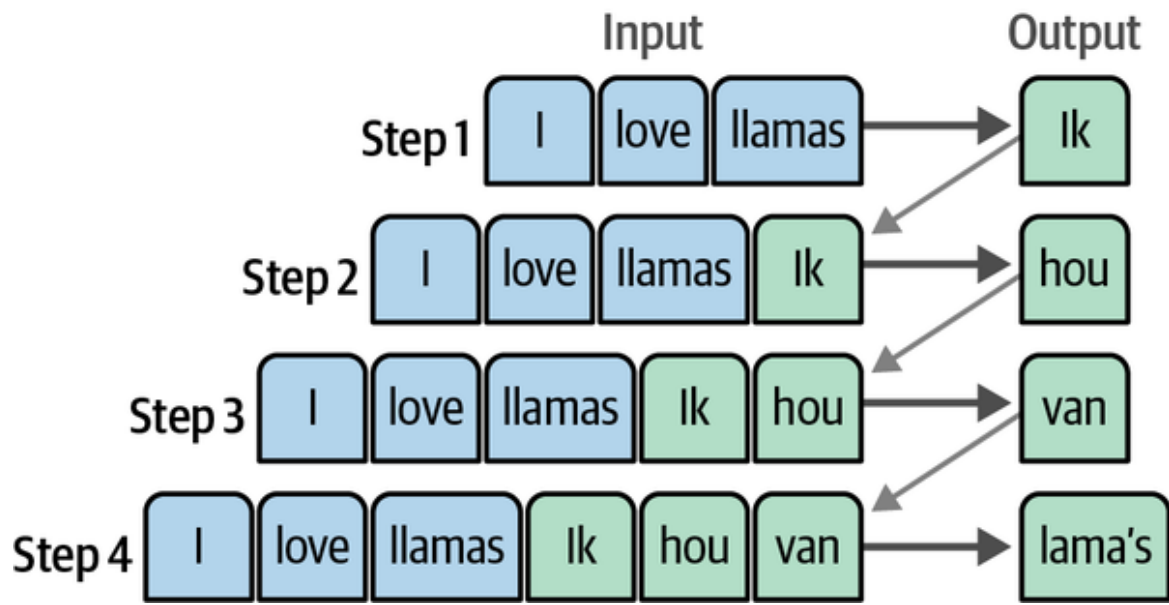 Input Output
Step 1 I love llamas Ik
Step 2 I love llamas Ik hou
Step 3 I love llamas Ik hou van
Step 4 I love llamas Ik hou van lama's